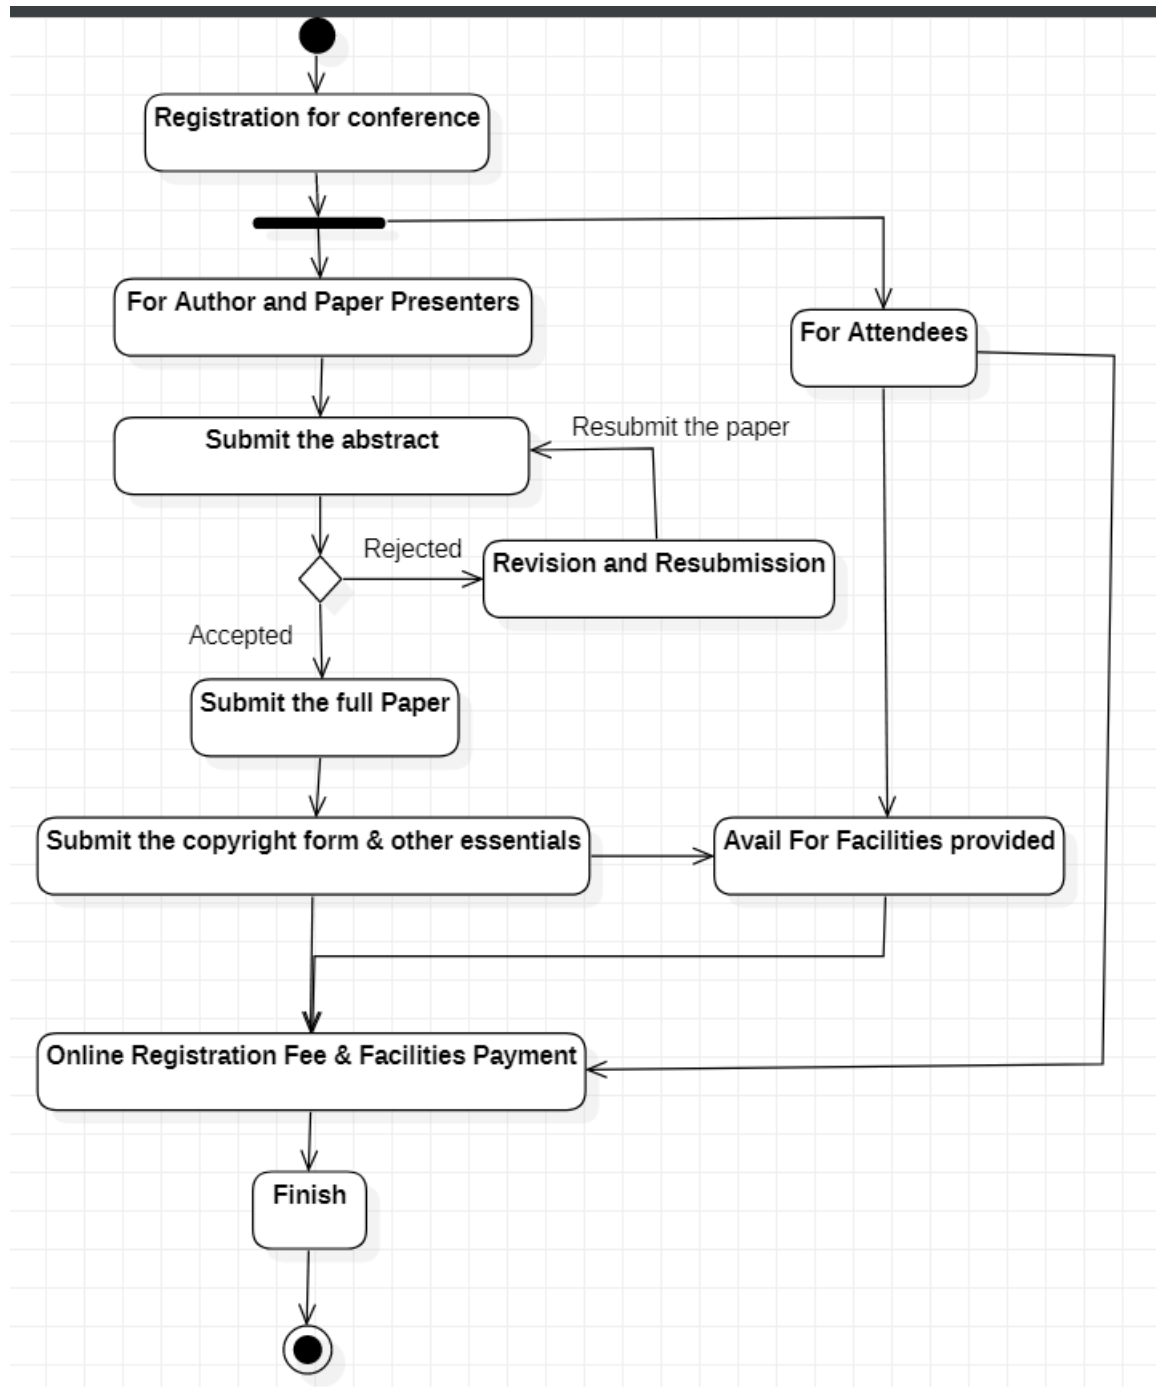 Registration for conference
For Author and Paper Presenters
For Attendees
Submit the abstract
Resubmit the paper
Rejected
Revision and Resubmission
Accepted
Submit the full Paper
Submit the copyright form & other essentials
Avail For Facilities provided
Online Registration Fee & Facilities Payment
Finish